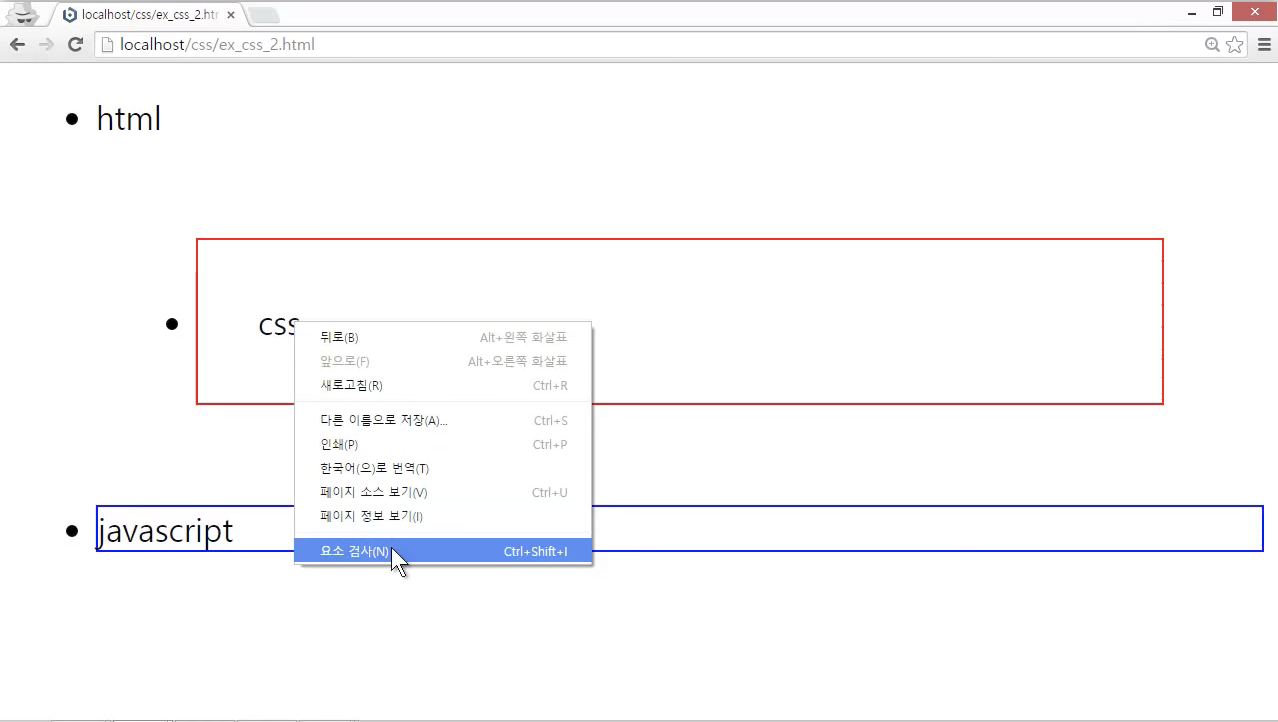 localhost/css/ex_css_2.htm
localhost/css/ex_css_2.html
html
css
뒤로(B) Alt+왼쪽 화살표
앞으로(F) Alt+오른쪽 화살표
새로고침(R) Ctrl+R
다른 이름으로 저장(A)... Ctrl+S
인쇄(P) Ctrl+P
한국어(으)로 번역(T)
페이지 소스 보기(V) Ctrl+U
페이지 정보 보기(I)
javascript
요소 검사(N) Ctrl+Shift+I